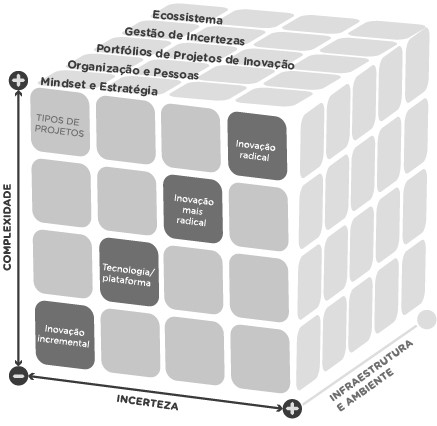 Ecossistema
Gestão de Incertezas
Portfólios de Projetos de Inovação
Organização e Pessoas
Mindset e Estratégia
TIPOS DE
PROJETOS
Inovação
radical
Inovação
mais
radical
Tecnologia/
plataforma
Inovação
incremental
COMPLEXIDADE
INCERTEZA
INFRAESTRUTURA
E AMBIENTE